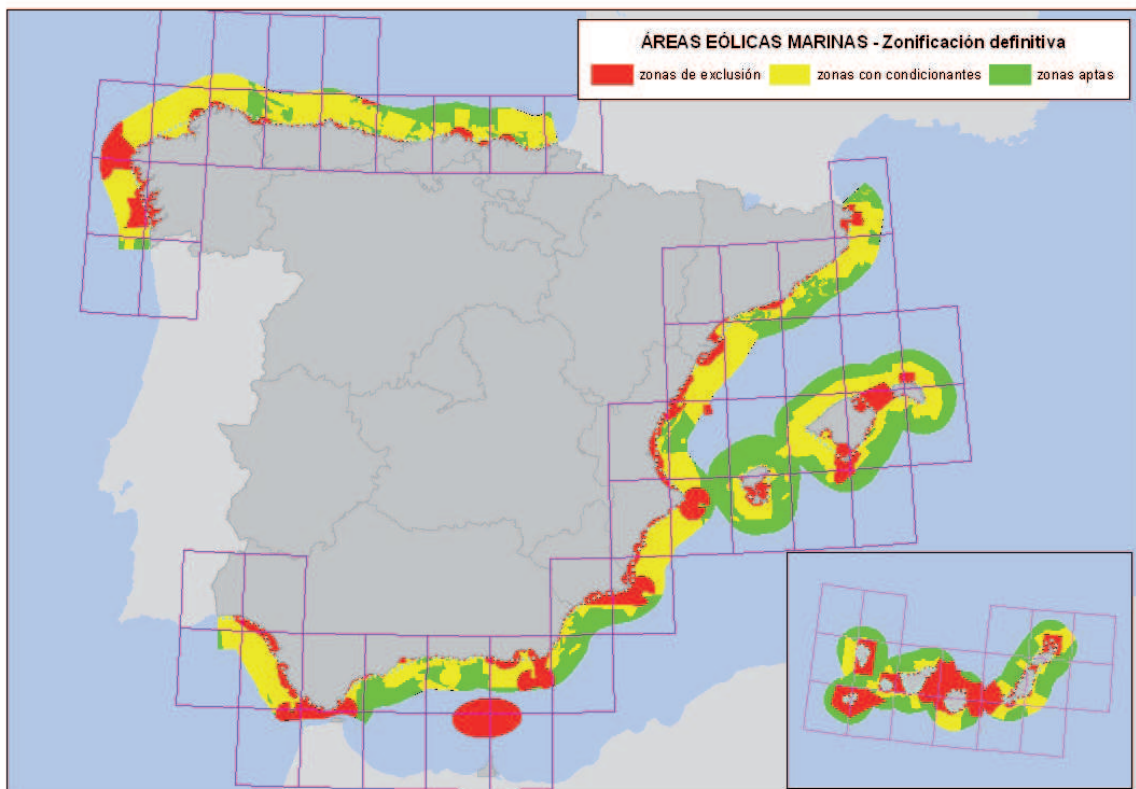 ÁREAS EÓLICAS MARINAS - Zonificación definitiva
zonas de exclusión zonas con condicionantes zonas aptas